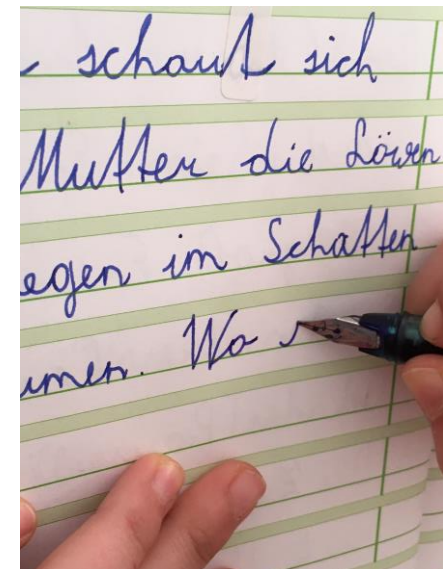 schaut sich
Mutter die Löwen
egen im Schatten
umen. Wo